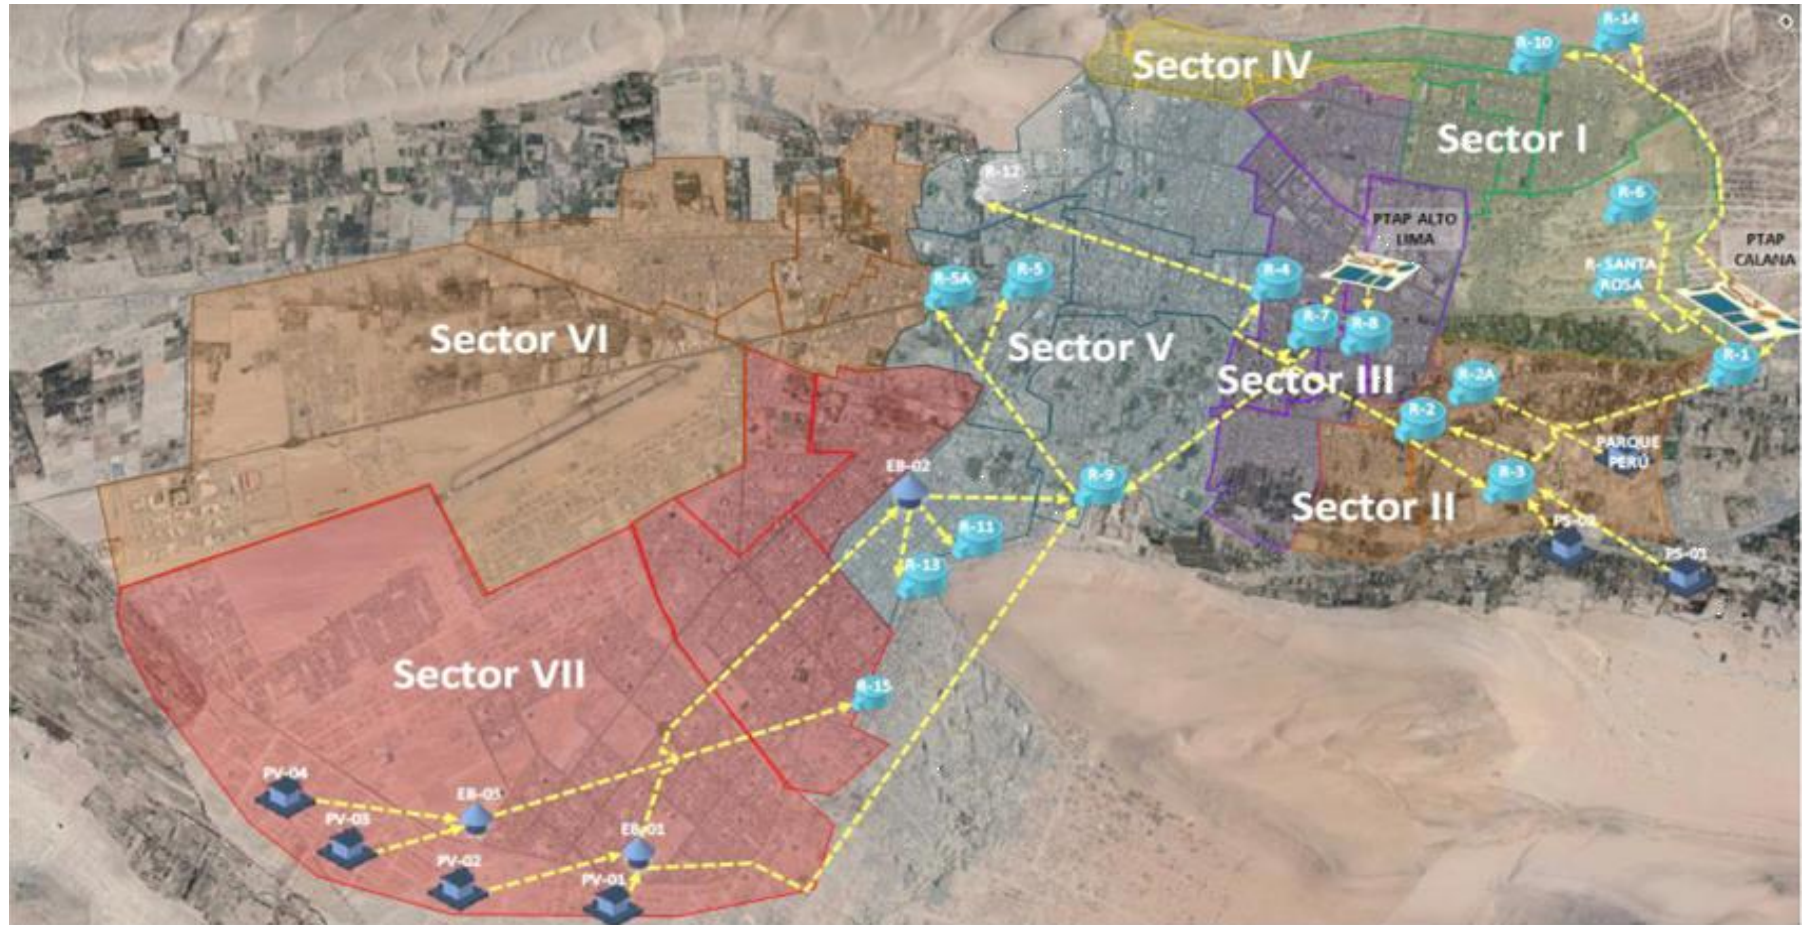 R-14
R-10
Sector IV
Sector I
R-12
R-6
PTAP ALTO
LIMA
PTAP
CALANA
R-5A
R-5
R-4
R-SANTA
ROSA
R-7
R-8
Sector VI
Sector V
R-1
Sector III
R-2A
R-2
PARQUE
PERÚ
EB-02
R-9
R-3
Sector II
R-11
PS-02
PS-01
R-13
Sector VII
R-15
PV-04
EB-03
PV-03
EB-01
PV-02
PV-01